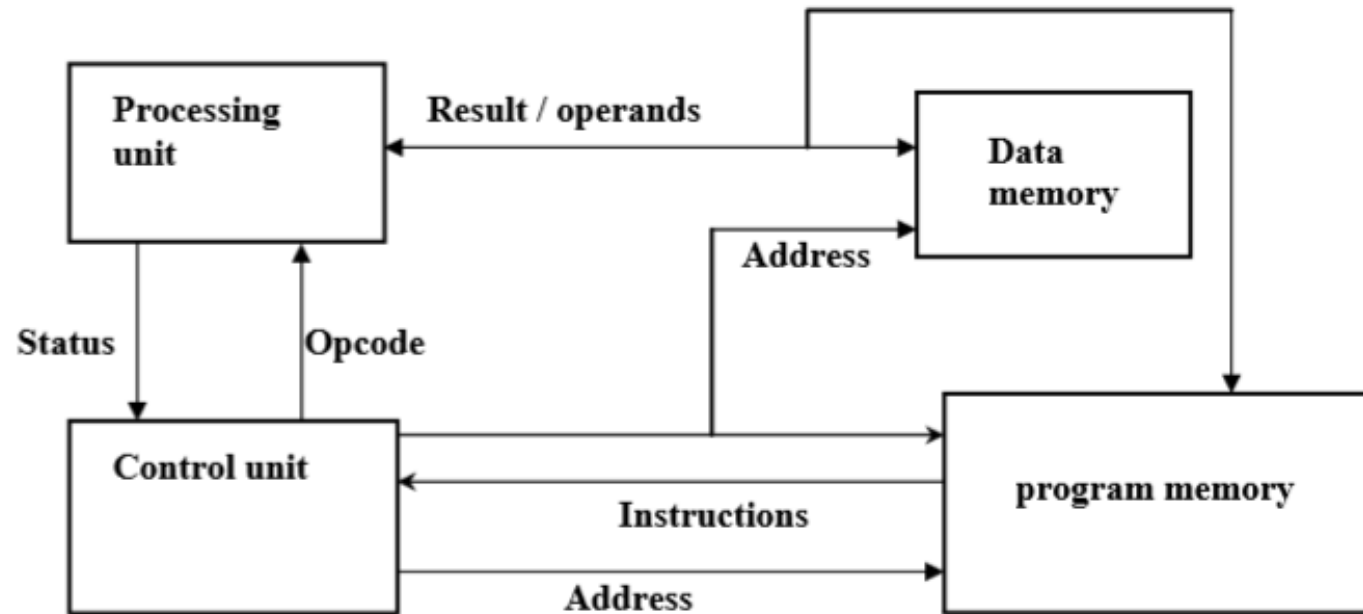 Processing
unit
Result / operands
Data
memory
Address
Status
Opcode
Control unit
program memory
Instructions
Address